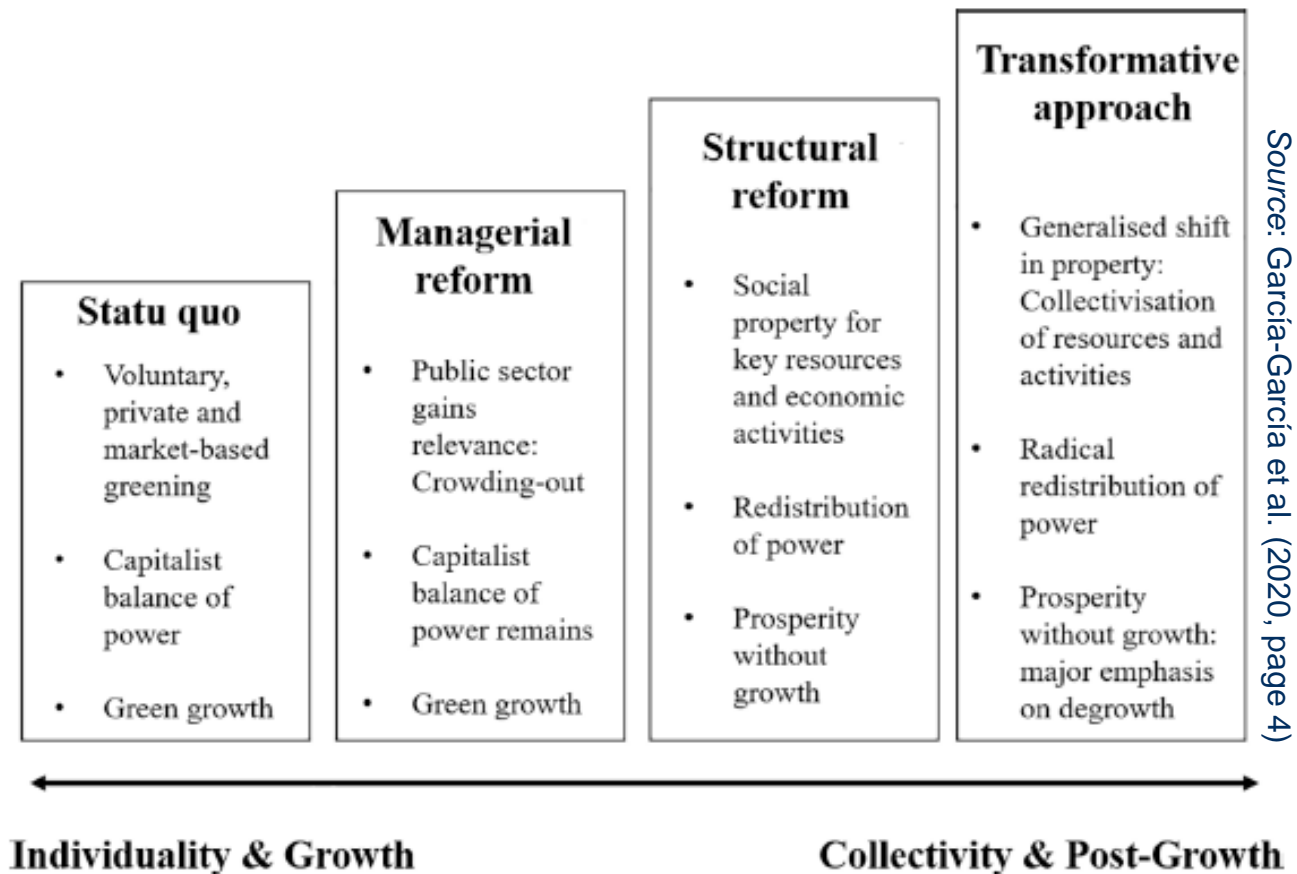 Statu quo
• Voluntary,
private and
market-based
greening
• Capitalist
balance of
power
• Green growth
Managerial
reform
• Public sector
gains
relevance:
Crowding-out
• Capitalist
balance of
power remains
• Green growth
Structural
reform
• Social
property for
key resources
and economic
activities
• Redistribution
of power
• Prosperity
without
growth
Transformative
approach
• Generalised shift
in property:
Collectivisation
of resources and
activities
• Radical
redistribution of
power
• Prosperity
without growth:
major emphasis
on degrowth
Source: García-García et al. (2020, page 4)
Individuality & Growth
Collectivity & Post-Growth